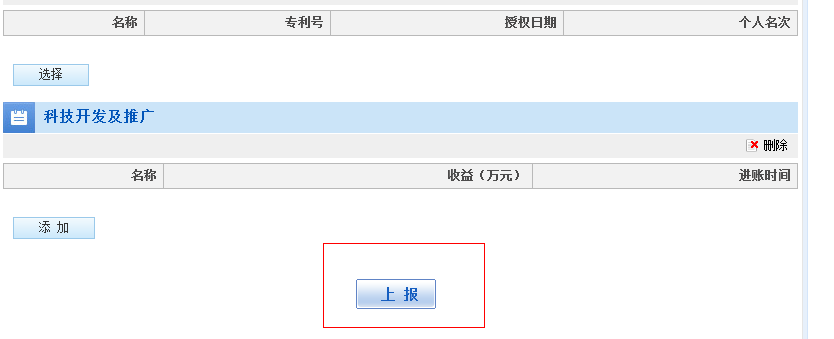 名称 专利号 授权日期 个人名次
选择
科技开发及推广
删除
名称 收益（万元） 进账时间
添 加
上 报